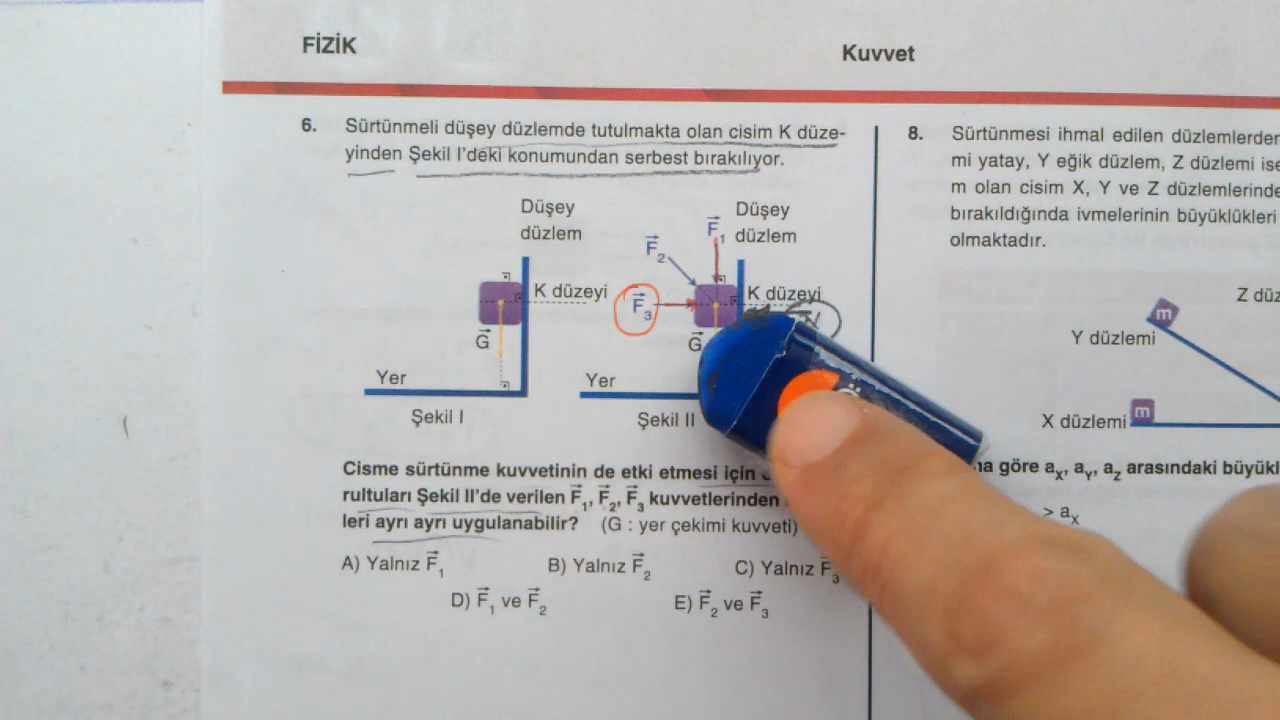 FİZİK
Kuvvet
6. Sürtünmeli düşey düzlemde tutulmakta olan cisim K düze-
yinden Şekil I'deki konumundan serbest bırakılıyor.
Düşey
düzlem
K düzeyi
G
Yer
Şekil I
Düşey
düzlem
F1
F2
F3
K düzeyi
G
Yer
Şekil II
Cisme sürtünme kuvvetinin de etki etmesi için
rultuları Şekil II'de verilen F1, F2, F3 kuvvetlerinden
leri ayrı ayrı uygulanabilir? (G : yer çekimi kuvveti)
A) Yalnız F1 B) Yalnız F2 C) Yalnız F3
D) F1 ve F2 E) F2 ve F3
8. Sürtünmesi ihmal edilen düzlemlerden
mi yatay, Y eğik düzlem, Z düzlemi ise
m olan cisim X, Y ve Z düzlemlerinde
bırakıldığında ivmelerinin büyüklükleri
olmaktadır.
Z düz
m
Y düzlemi
X düzlemi m
göre aX, aY, aZ arasındaki büyükl
> aX